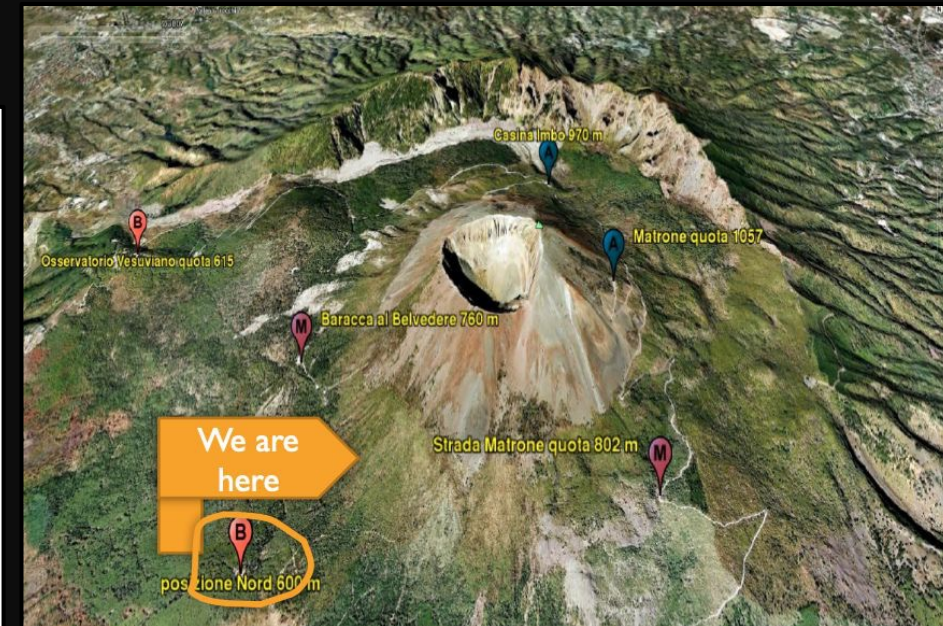 Casina Imbo 970 m
A
B
Osservatorio Vesuviano quota 615
A
Matrone quota 1057
M
Baracca al Belvedere 760 m
We are
here
Strada Matrone quota 802 m
M
B
posizione Nord 600 m